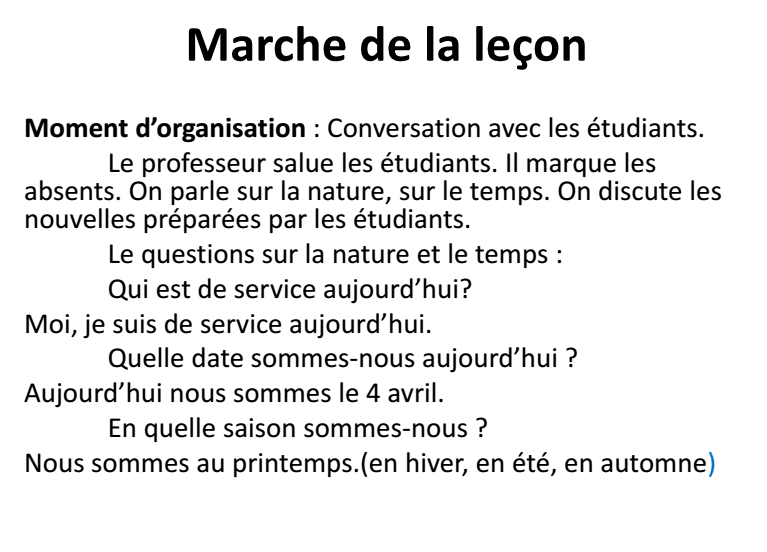 Marche de la leçon
Moment d’organisation : Conversation avec les étudiants.
Le professeur salue les étudiants. Il marque les
absents. On parle sur la nature, sur le temps. On discute les
nouvelles préparées par les étudiants.
Le questions sur la nature et le temps :
Qui est de service aujourd’hui?
Moi, je suis de service aujourd’hui.
Quelle date sommes-nous aujourd’hui ?
Aujourd’hui nous sommes le 4 avril.
En quelle saison sommes-nous ?
Nous sommes au printemps.(en hiver, en été, en automne)